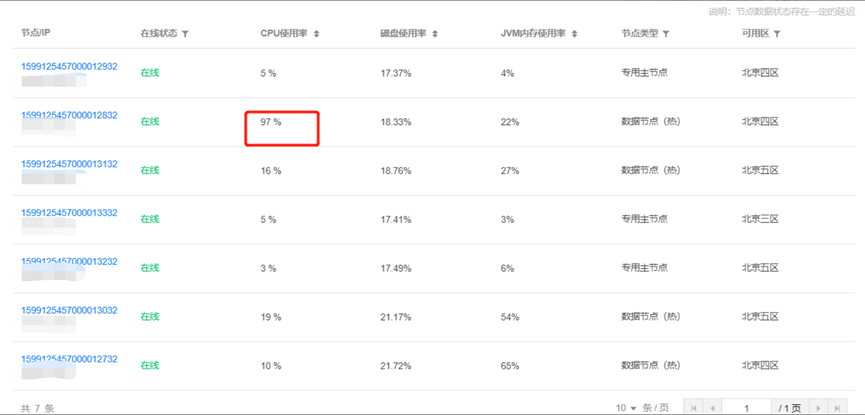 说明：节点数据状态存在一定的延迟
节点/IP 在线状态 CPU使用率 磁盘使用率 JVM内存使用率 节点类型 可用区
1599125457000012932 在线 5 % 17.37% 4% 专用主节点 北京四区
1599125457000012832 在线 97 % 18.33% 22% 数据节点（热） 北京四区
1599125457000013132 在线 16 % 18.76% 27% 数据节点（热） 北京五区
1599125457000013332 在线 5 % 17.41% 3% 专用主节点 北京三区
1599125457000013232 在线 3 % 17.49% 6% 专用主节点 北京五区
1599125457000013032 在线 19 % 21.17% 54% 数据节点（热） 北京五区
1599125457000012732 在线 10 % 21.72% 65% 数据节点（热） 北京四区
共 7 条 10 条 / 页 1 / 1 页